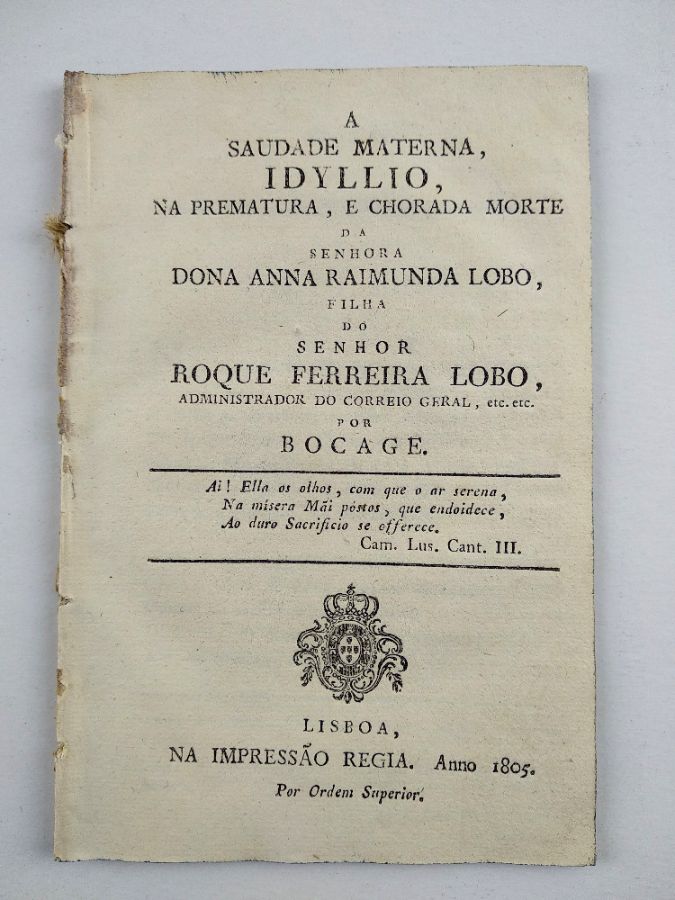 A
SAUDADE MATERNA,
IDYLLIO,
NA PREMATURA, E CHORADA MORTE
DA
SENHORA
DONA ANNA RAIMUNDA LOBO,
FILHA
DO
SENHOR
ROQUE FERREIRA LOBO,
ADMINISTRADOR DO CORREIO GERAL, etc. etc.
POR
BOCAGE.
Ai! Ella os olhos, com que o ar serena,
Na misera Mãi póstos, que endoidece,
Ao duro Sacrificio se offerece.
Cam. Lus. Cant. III.
LISBOA,
NA IMPRESSÃO REGIA. Anno 1805.
Por Ordem Superior.